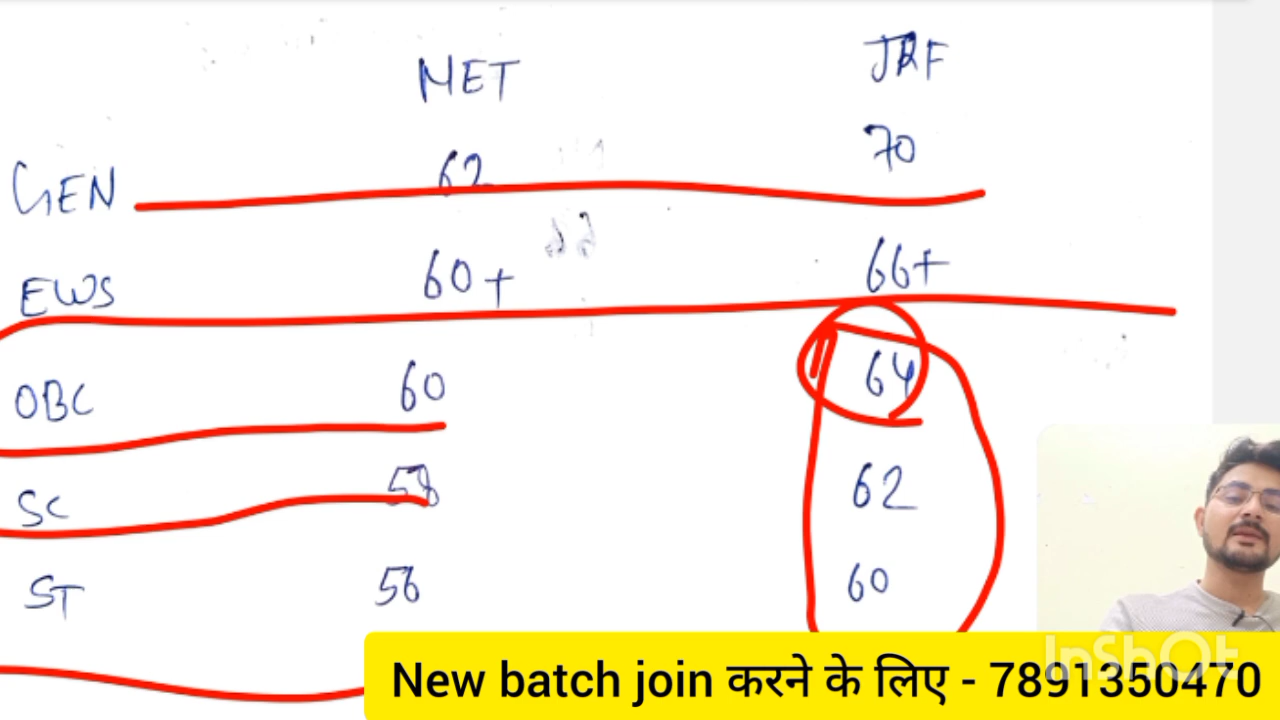 NET JRF
GEN 62 70
EWS 60+ 66+
OBC 60 64
SC 58 62
ST 56 60
New batch join करने के लिए - 7891350470
InShOt